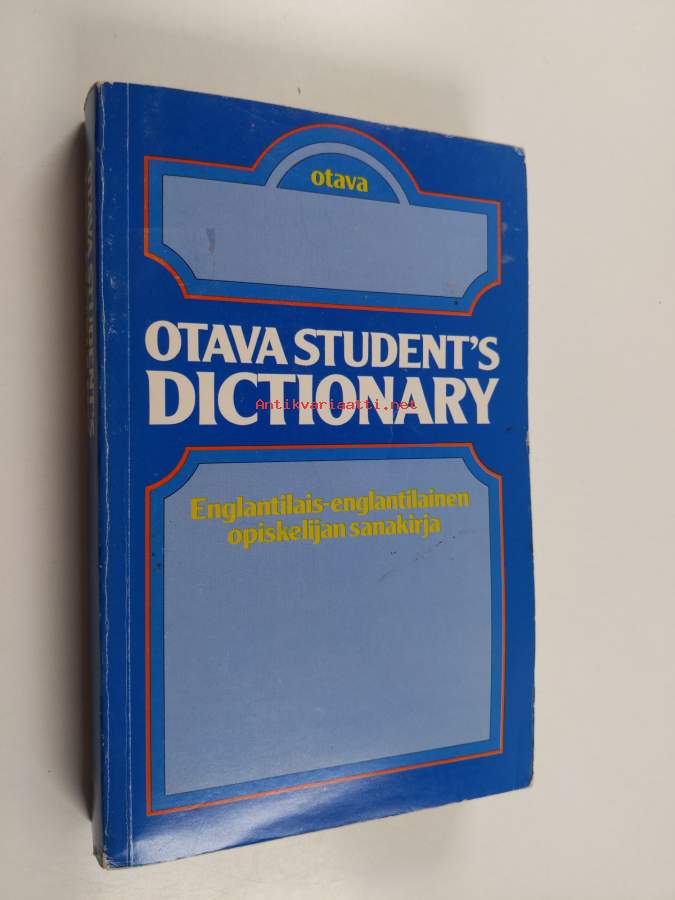 otava
OTAVA STUDENT'S
DICTIONARY
Antikvariaatti.net
Englantilais-englantilainen
opiskelijan sanakirja
OTAVA STUDENT'S